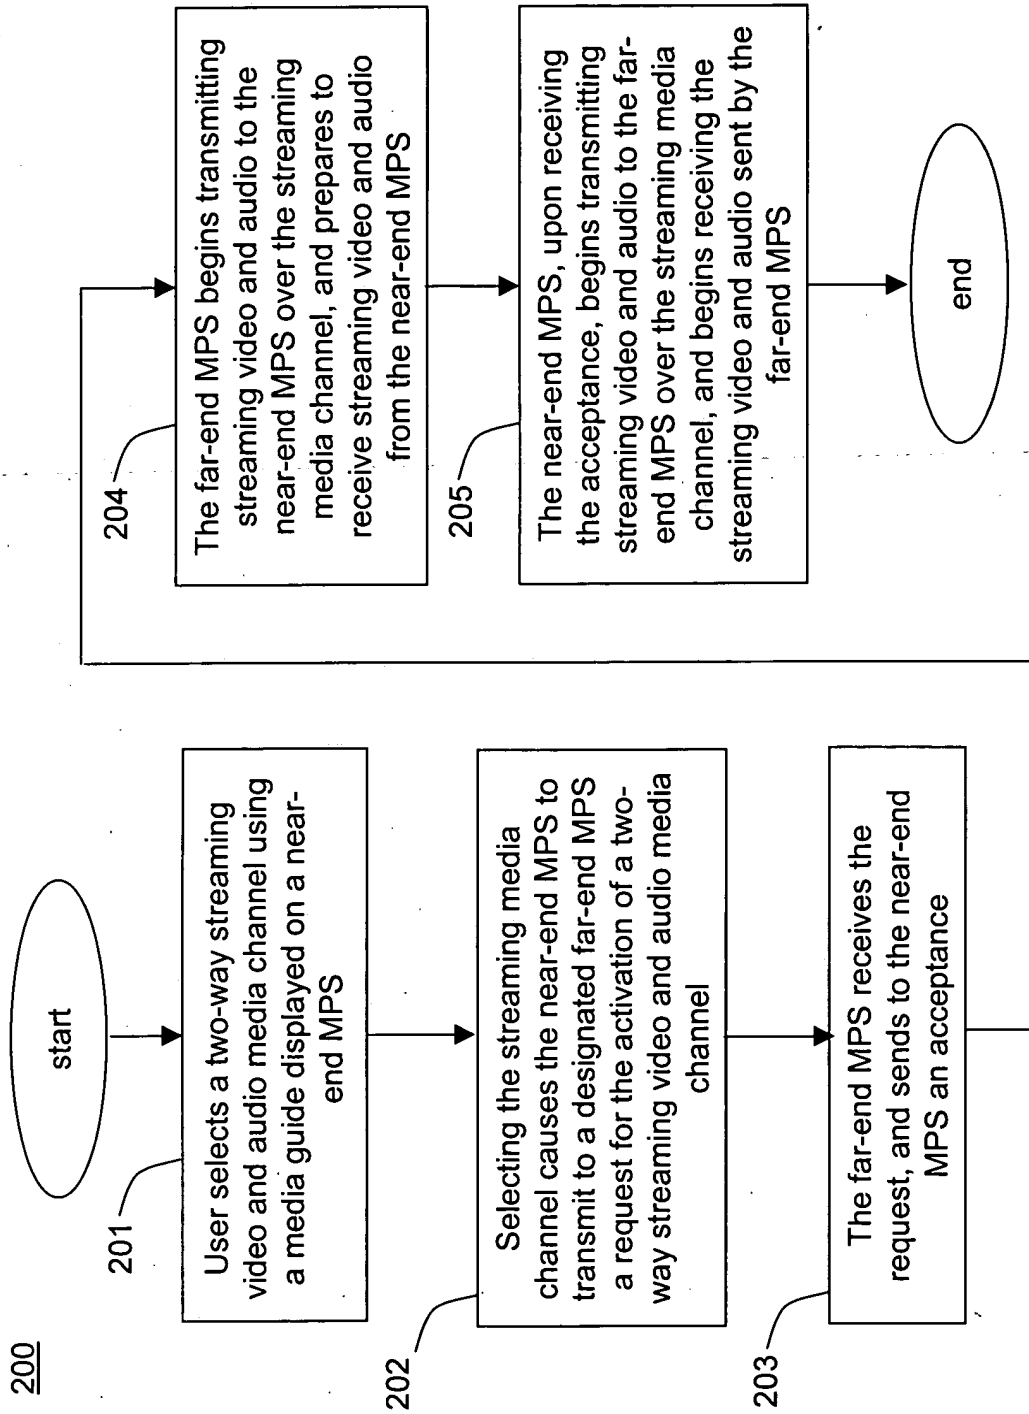 200
start
201
User selects a two-way streaming
video and audio media channel using
a media guide displayed on a near-
end MPS
202
Selecting the streaming media
channel causes the near-end MPS to
transmit to a designated far-end MPS
a request for the activation of a two-
way streaming video and audio media
channel
203
The far-end MPS receives the
request, and sends to the near-end
MPS an acceptance
204
The far-end MPS begins transmitting
streaming video and audio to the
near-end MPS over the streaming
media channel, and prepares to
receive streaming video and audio
from the near-end MPS
205
The near-end MPS, upon receiving
the acceptance, begins transmitting
streaming video and audio to the far-
end MPS over the streaming media
channel, and begins receiving the
streaming video and audio sent by the
far-end MPS
end